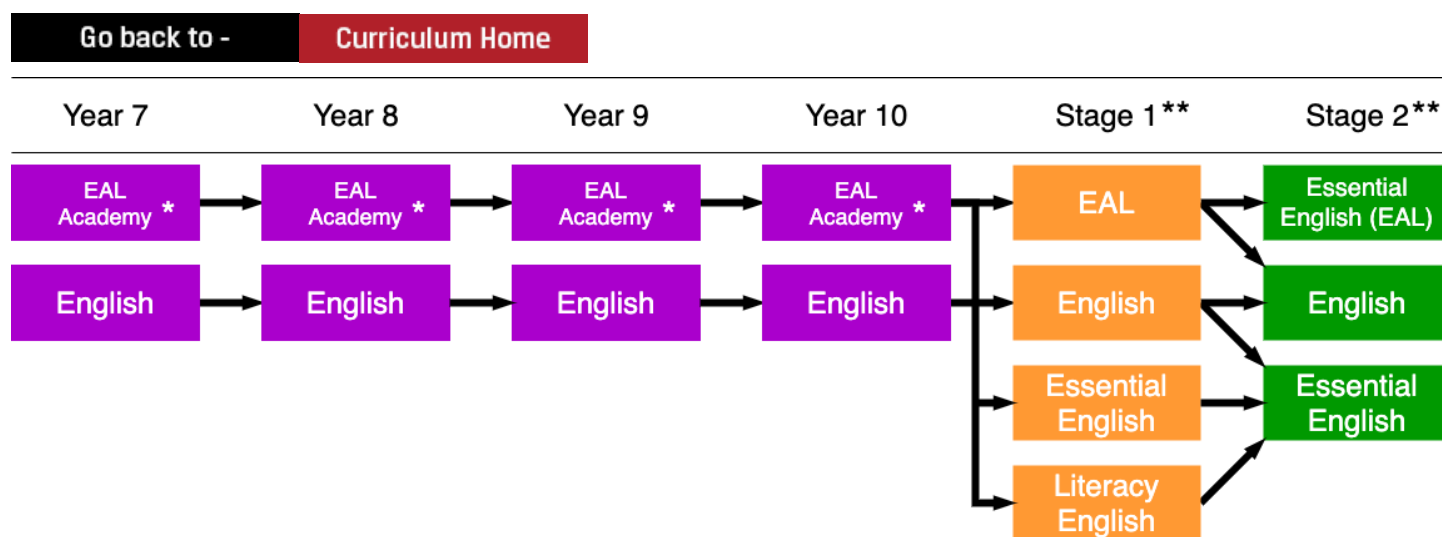 Go back to - Curriculum Home
Year 7 Year 8 Year 9 Year 10 Stage 1** Stage 2**
EAL
Academy *
EAL
Academy *
EAL
Academy *
EAL
Academy *
EAL
Essential
English (EAL)
English
English
English
English
English
English
Essential
English
Essential
English
Literacy
English